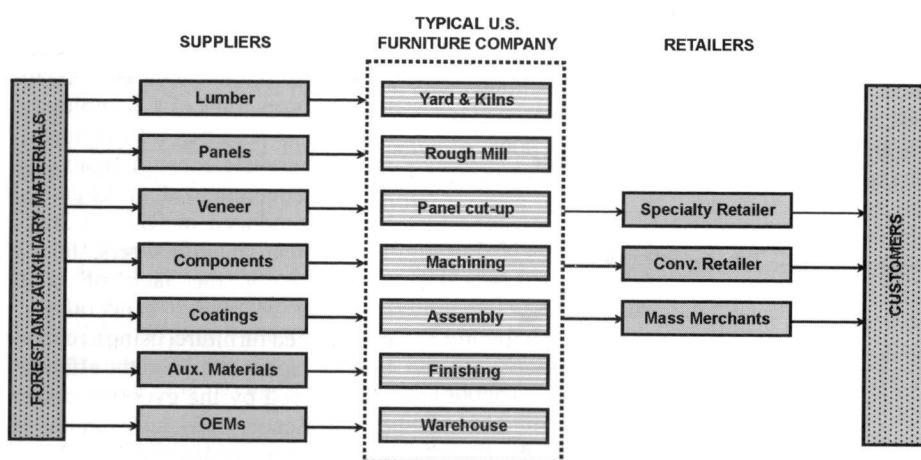 SUPPLIERS
TYPICAL U.S.
FURNITURE COMPANY
RETAILERS
FOREST AND AUXILIARY MATERIALS
Lumber
Yard & Kilns
Panels
Rough Mill
Veneer
Panel cut-up
Specialty Retailer
Components
Machining
Conv. Retailer
Coatings
Assembly
Mass Merchants
Aux. Materials
Finishing
OEMs
Warehouse
CUSTOMERS